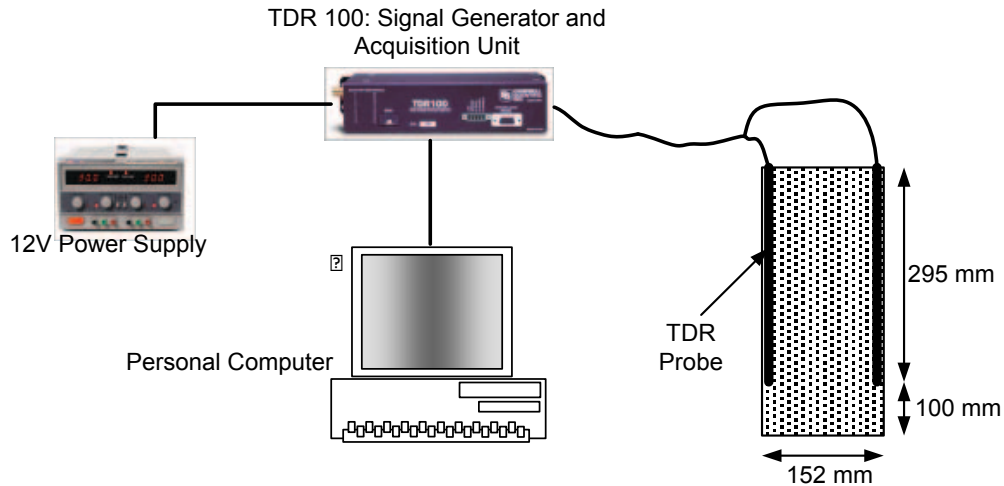 TDR 100: Signal Generator and
Acquisition Unit
TDR100
12V Power Supply
Personal Computer
TDR
Probe
295 mm
100 mm
152 mm